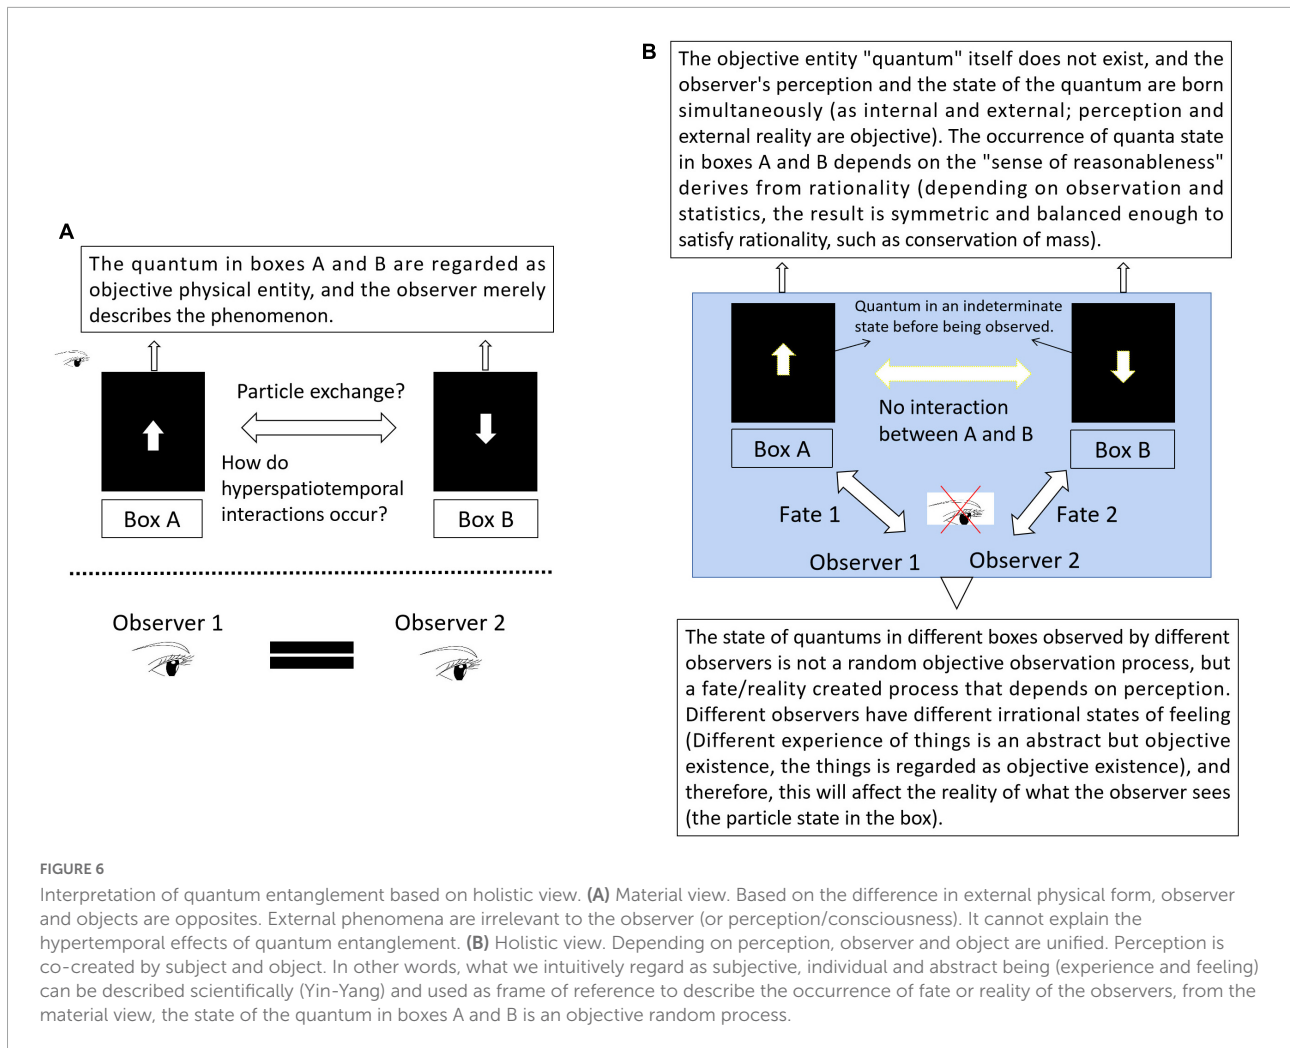 A
The quantum in boxes A and B are regarded as
objective physical entity, and the observer merely
describes the phenomenon.
Particle exchange?
How do
hyperspatiotemporal
interactions occur?
Box A
Box B
Observer 1
Observer 2
B
The objective entity "quantum" itself does not exist, and the
observer's perception and the state of the quantum are born
simultaneously (as internal and external; perception and
external reality are objective). The occurrence of quanta state
in boxes A and B depends on the "sense of reasonableness"
derives from rationality (depending on observation and
statistics, the result is symmetric and balanced enough to
satisfy rationality, such as conservation of mass).
Quantum in an indeterminate
state before being observed.
No interaction
between A and B
Box A
Box B
Fate 1
Fate 2
Observer 1
Observer 2
The state of quantums in different boxes observed by different
observers is not a random objective observation process, but
a fate/reality created process that depends on perception.
Different observers have different irrational states of feeling
(Different experience of things is an abstract but objective
existence, the things is regarded as objective existence), and
therefore, this will affect the reality of what the observer sees
(the particle state in the box).
FIGURE 6
Interpretation of quantum entanglement based on holistic view. (A) Material view. Based on the difference in external physical form, observer
and objects are opposites. External phenomena are irrelevant to the observer (or perception/consciousness). It cannot explain the
hypertemporal effects of quantum entanglement. (B) Holistic view. Depending on perception, observer and object are unified. Perception is
co-created by subject and object. In other words, what we intuitively regard as subjective, individual and abstract being (experience and feeling)
can be described scientifically (Yin-Yang) and used as frame of reference to describe the occurrence of fate or reality of the observers, from the
material view, the state of the quantum in boxes A and B is an objective random process.